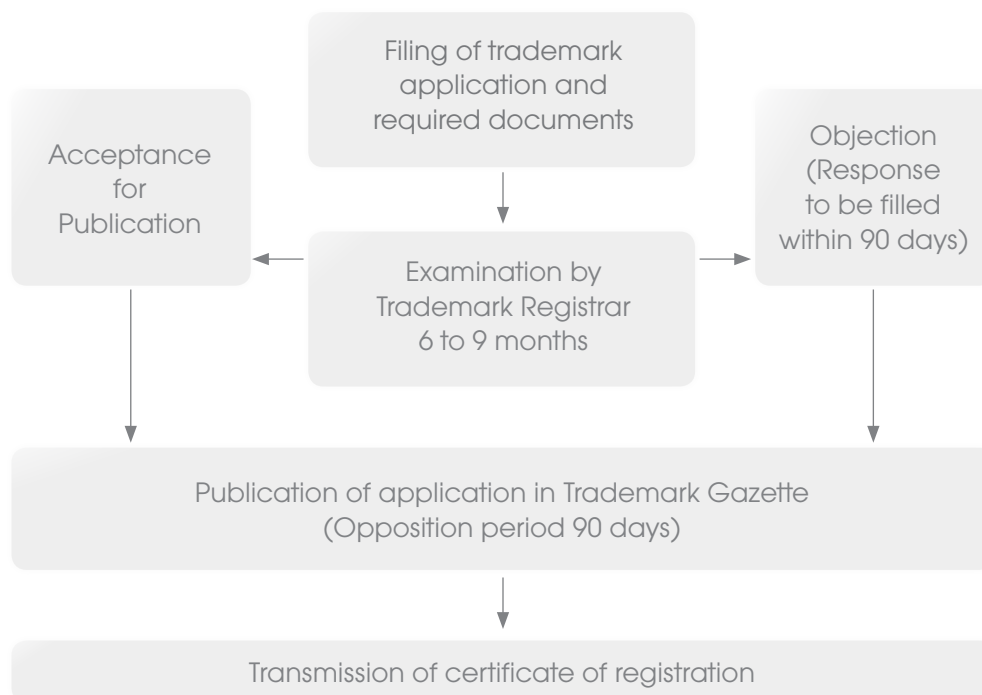 Filing of trademark
application and
required documents
Acceptance
for
Publication
Objection
(Response
to be filled
within 90 days)
Examination by
Trademark Registrar
6 to 9 months
Publication of application in Trademark Gazette
(Opposition period 90 days)
Transmission of certificate of registration